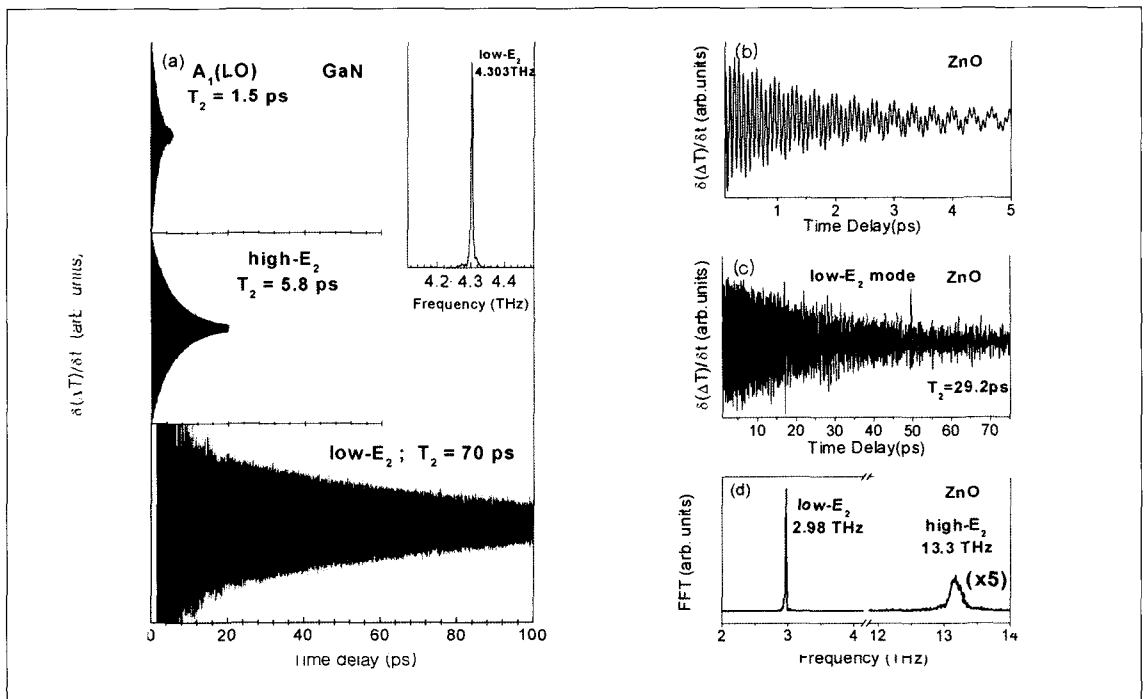 (a)
A₁(LO) GaN
T₂ = 1.5 ps
low-E₂
4.303THz
4.2 4.3 4.4
Frequency (THz)
high-E₂
T₂ = 5.8 ps
δ(ΔT)/δt units,
low-E₂ ; T₂ = 70 ps
0 20 40 60 80 100
Time delay (ps)
(b) ZnO
δ(ΔT)/δt (arb.units)
1 2 3 4 5
Time Delay(ps)
(c) low-E₂ mode ZnO
δ(ΔT)/δt (arb.units)
T₂=29.2ps
10 20 30 40 50 60 70
Time Delay(ps)
(d) ZnO
low-E₂
2.98 THz
high-E₂
13.3 THz
(x5)
FFT (arb. units)
2 3 4 12 13 14
Frequency (THz)